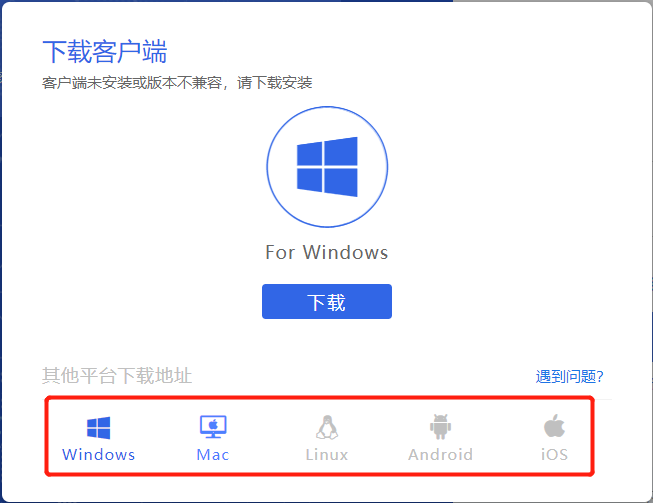 下载客户端
客户端未安装或版本不兼容，请下载安装
For Windows
下载
其他平台下载地址 遇到问题?
Windows Mac Linux Android iOS